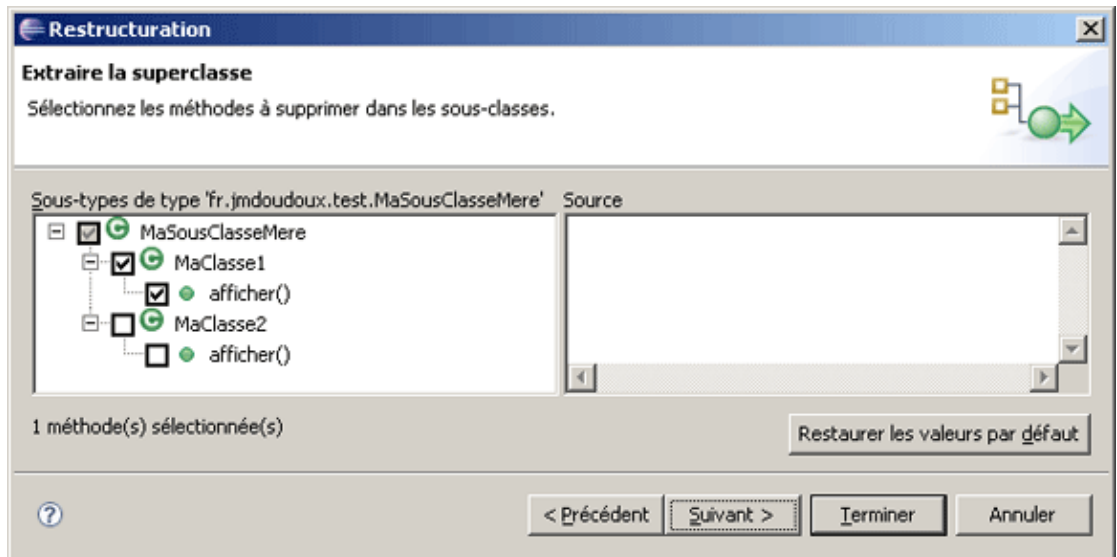 Restructuration
Extraire la superclasse
Sélectionnez les méthodes à supprimer dans les sous-classes.
Sous-types de type 'fr.jmdoudoux.test.MaSousClasseMere' Source
MaSousClasseMere
MaClasse1
afficher()
MaClasse2
afficher()
1 méthode(s) sélectionnée(s)
Restaurer les valeurs par défaut
< Précédent Suivant > Terminer Annuler